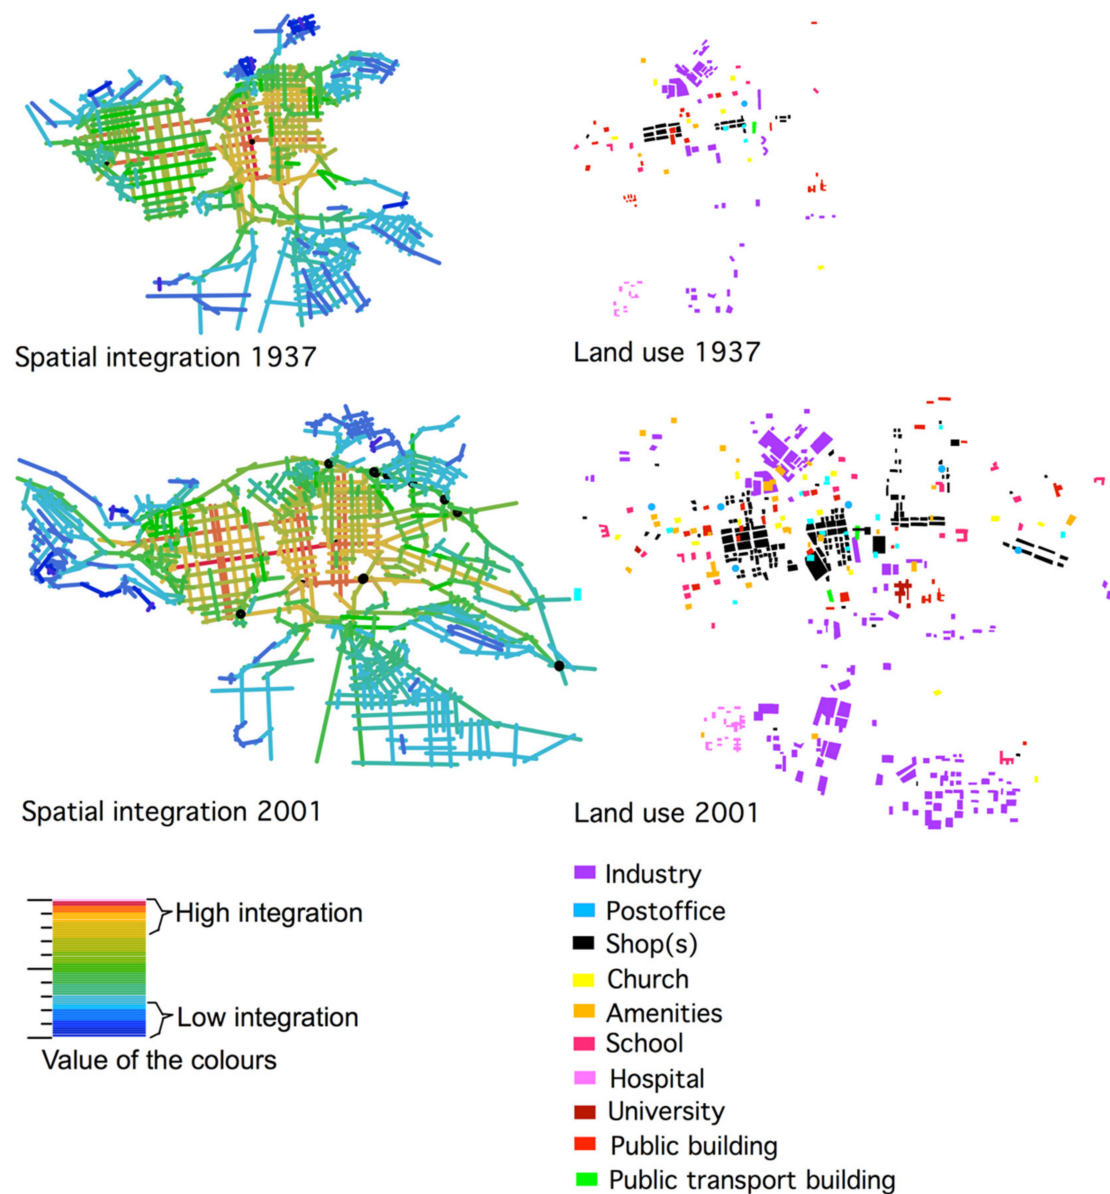 Spatial integration 1937
Land use 1937
Spatial integration 2001
Land use 2001
High integration
Low integration
Value of the colours
Industry
Postoffice
Shop(s)
Church
Amenities
School
Hospital
University
Public building
Public transport building